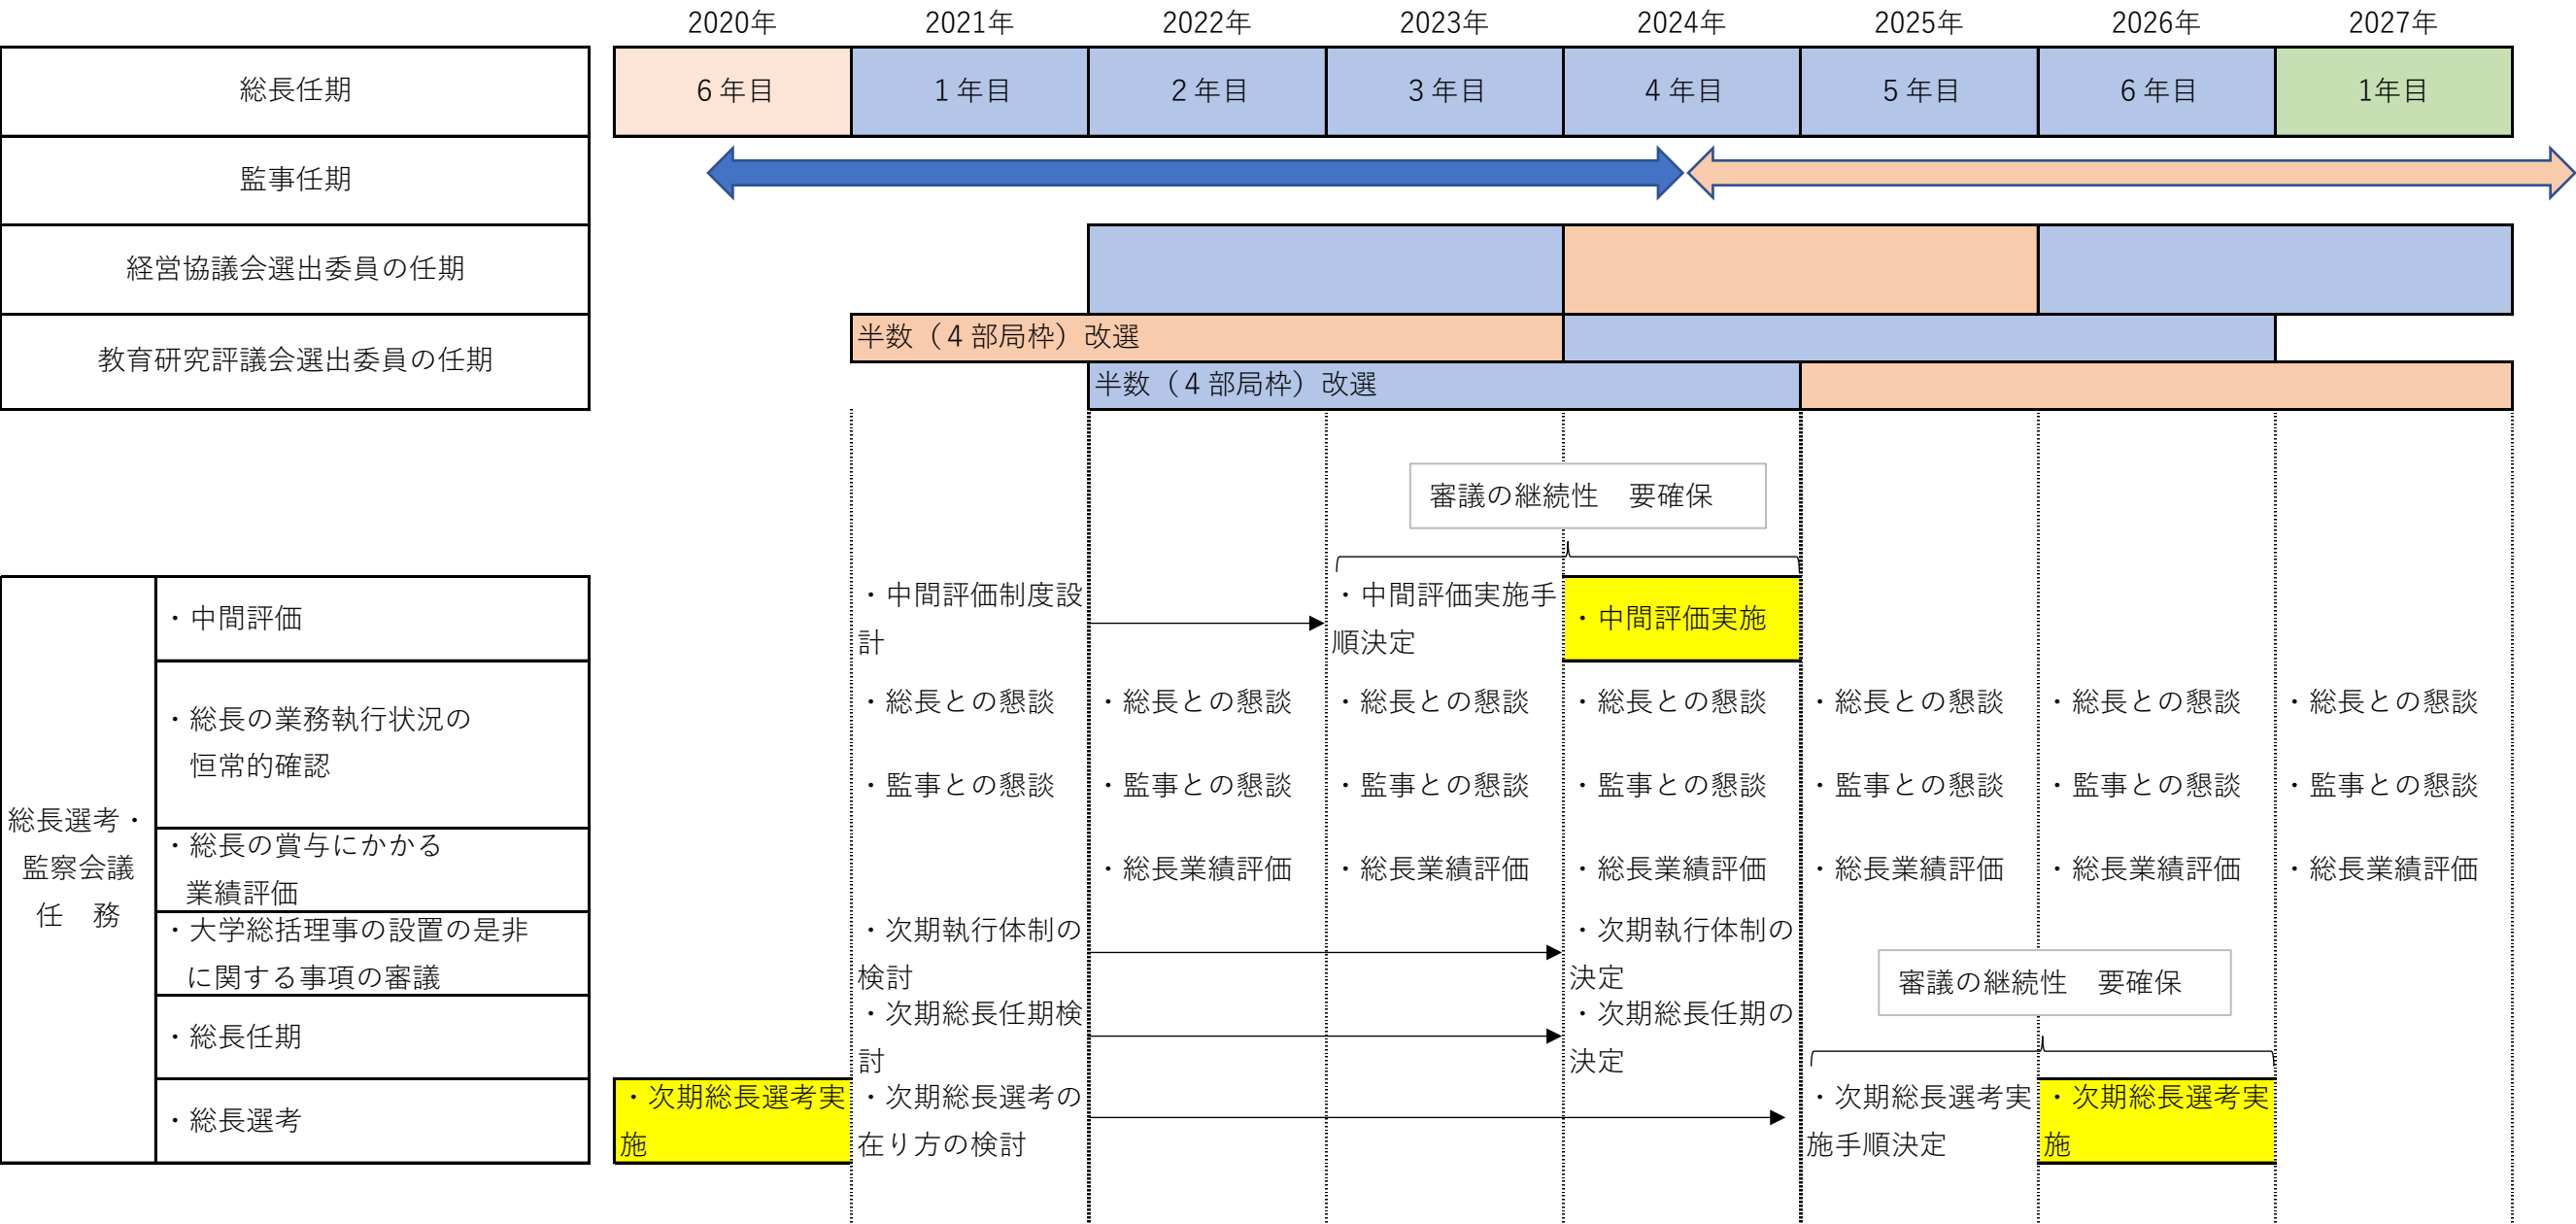 2020年 2021年 2022年 2023年 2024年 2025年 2026年 2027年
総長任期 6 年目 1 年目 2 年目 3 年目 4 年目 5 年目 6 年目 1年目
監事任期
経営協議会選出委員の任期
教育研究評議会選出委員の任期
半数（4 部局枠）改選
半数（4 部局枠）改選
審議の継続性　要確保
総長選考・
監察会議
任　務
・中間評価
・中間評価制度設
計
・中間評価実施手
順決定
・中間評価実施
・総長の業務執行状況の
恒常的確認
・総長との懇談 ・総長との懇談 ・総長との懇談 ・総長との懇談 ・総長との懇談 ・総長との懇談 ・総長との懇談
・監事との懇談 ・監事との懇談 ・監事との懇談 ・監事との懇談 ・監事との懇談 ・監事との懇談 ・監事との懇談
・総長の賞与にかかる
業績評価
・総長業績評価 ・総長業績評価 ・総長業績評価 ・総長業績評価 ・総長業績評価 ・総長業績評価
・大学総括理事の設置の是非
に関する事項の審議
・次期執行体制の
検討
・次期執行体制の
決定
審議の継続性　要確保
・総長任期
・次期総長任期検
討
・次期総長任期の
決定
・総長選考
・次期総長選考実
施
・次期総長選考の
在り方の検討
・次期総長選考実
施手順決定
・次期総長選考実
施